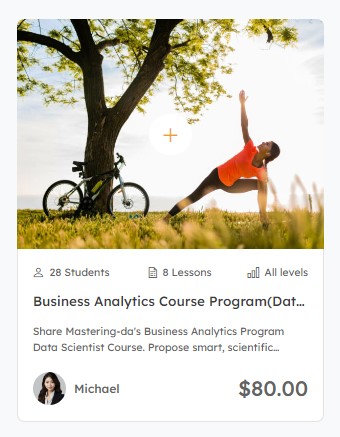 28 Students
8 Lessons
All levels
Business Analytics Course Program(Dat...
Share Mastering-da's Business Analytics Program
Data Scientist Course. Propose smart, scientific...
Michael
$80.00